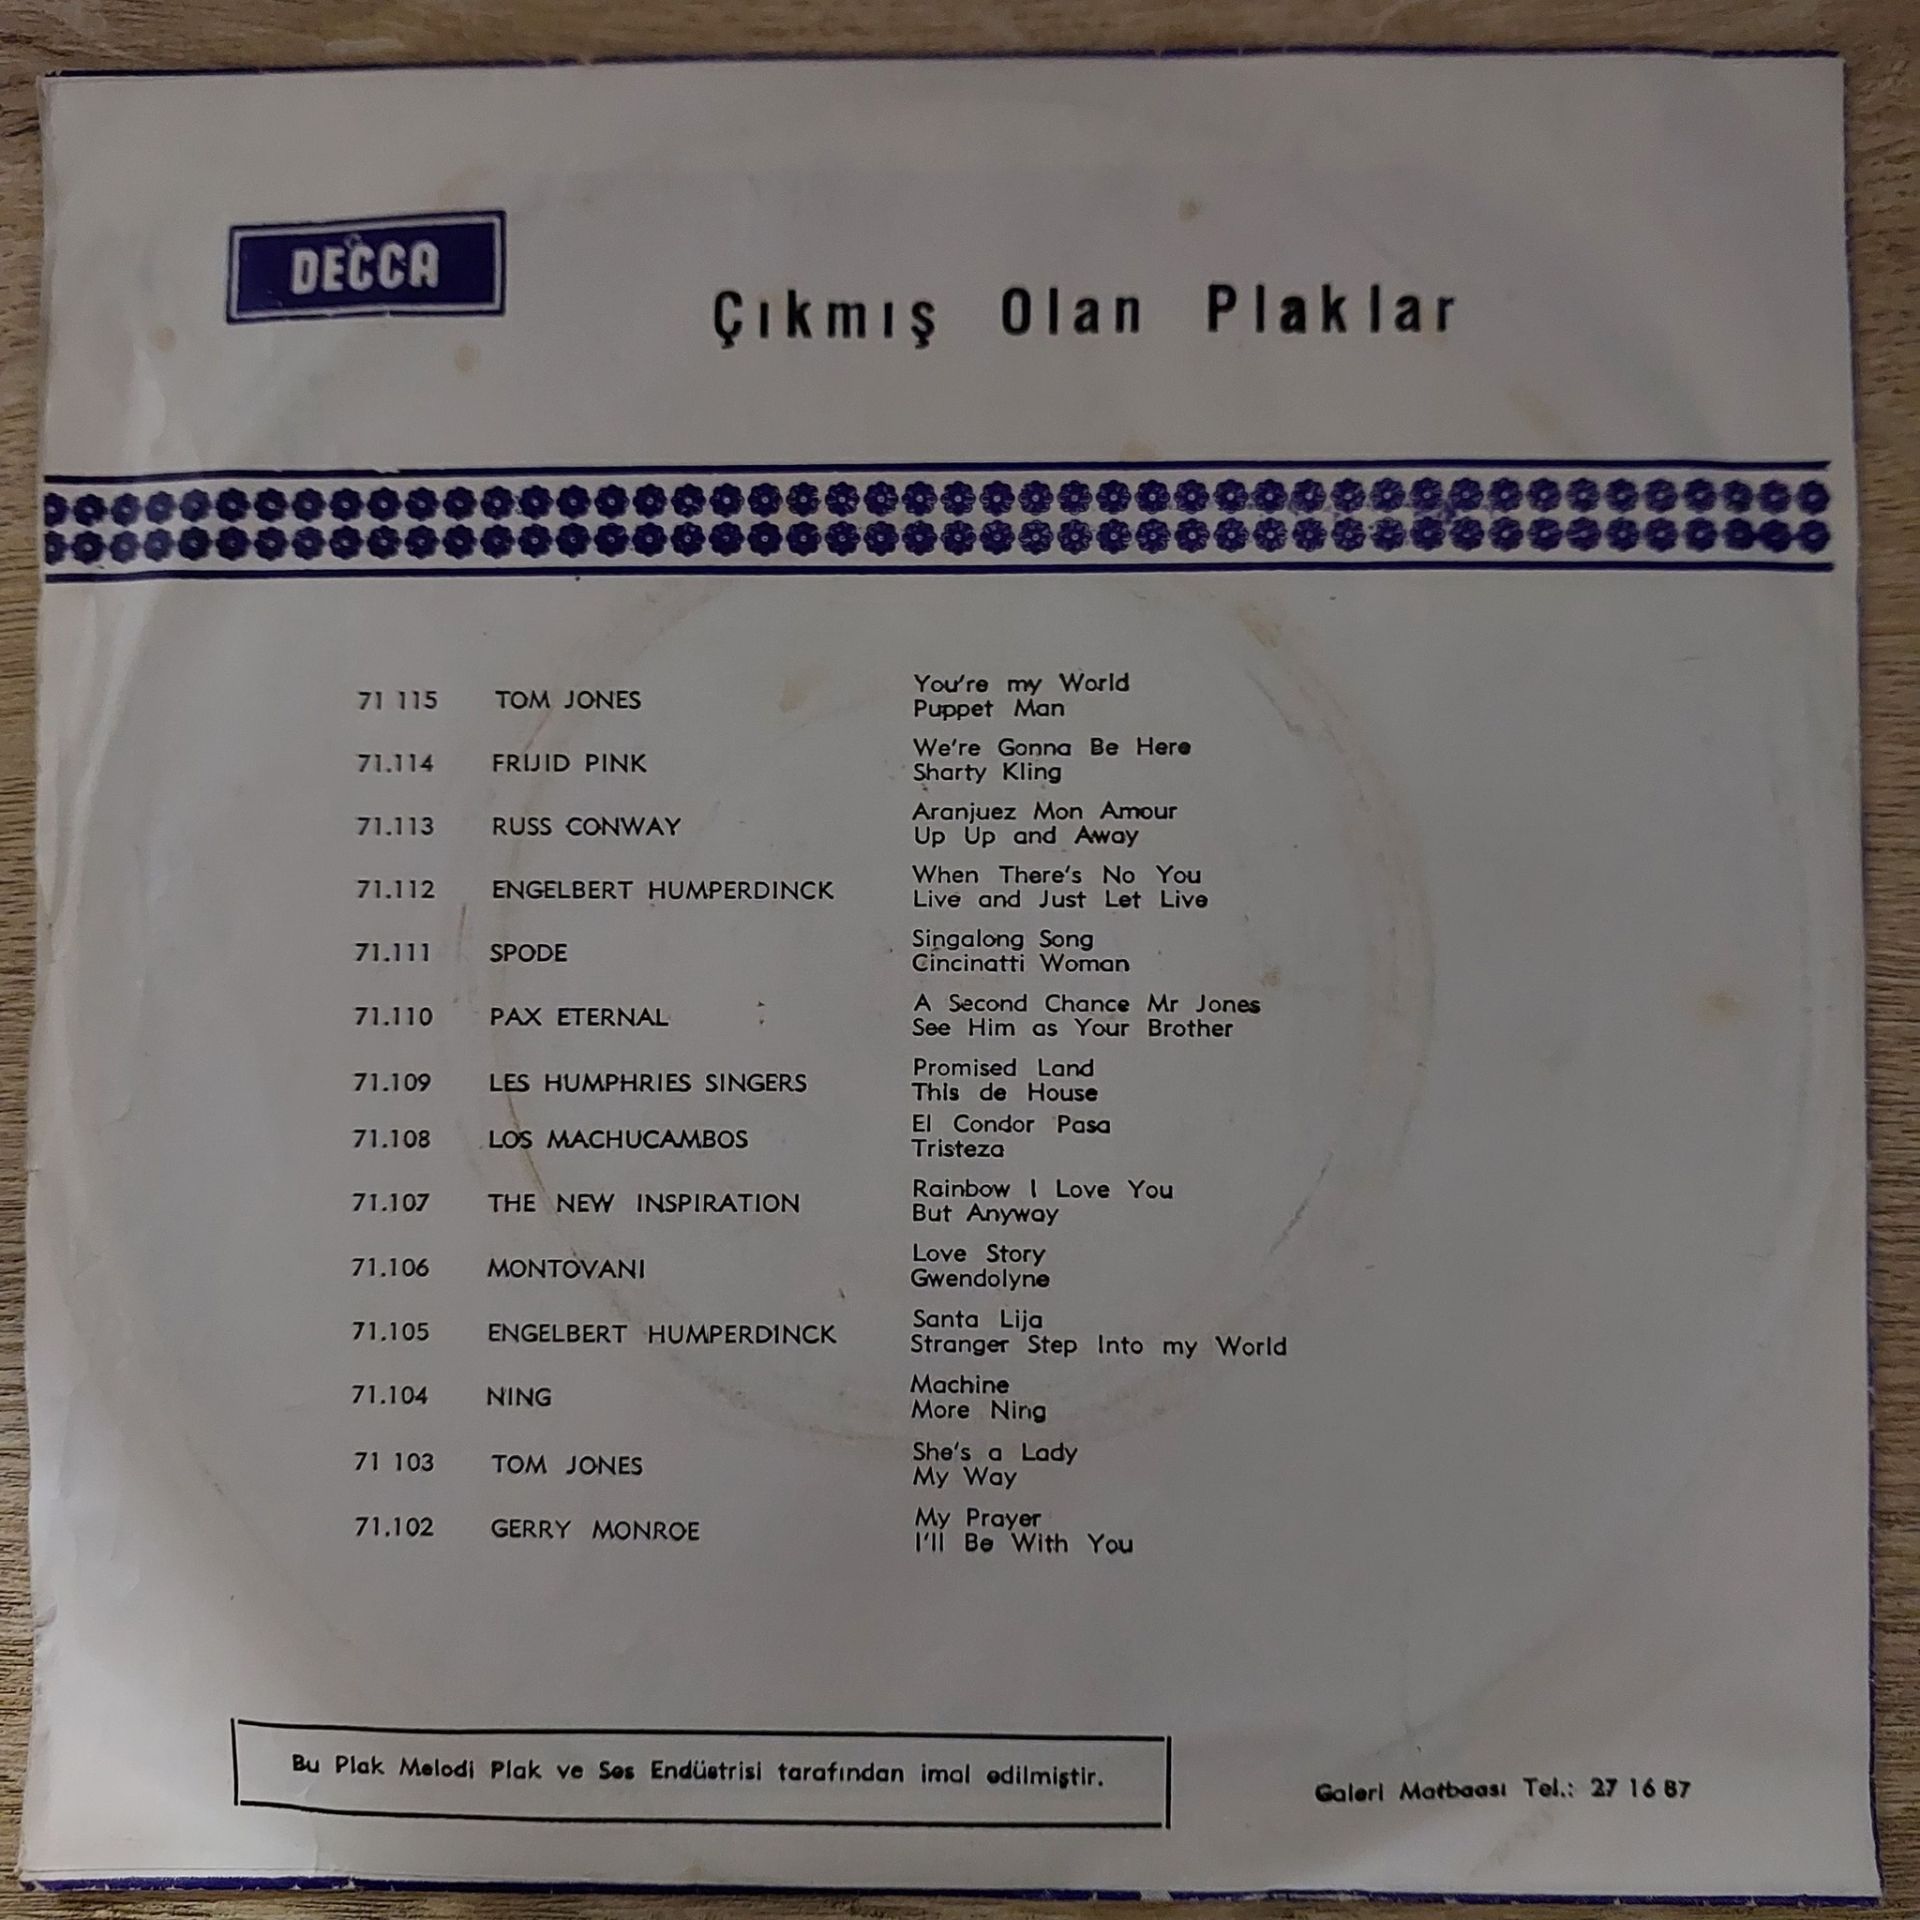 DECCA
Çıkmış Olan Plaklar
71 115 TOM JONES You're my World
Puppet Man
71.114 FRIJID PINK We're Gonna Be Here
Sharty Kling
71.113 RUSS CONWAY Aranjuez Mon Amour
Up Up and Away
71.112 ENGELBERT HUMPERDINCK When There's No You
Live and Just Let Live
71.111 SPODE Singalong Song
Cincinatti Woman
71.110 PAX ETERNAL A Second Chance Mr Jones
See Him as Your Brother
71.109 LES HUMPHRIES SINGERS Promised Land
This de House
71.108 LOS MACHUCAMBOS El Condor Pasa
Tristeza
71.107 THE NEW INSPIRATION Rainbow I Love You
But Anyway
71.106 MONTOVANI Love Story
Gwendolyne
71.105 ENGELBERT HUMPERDINCK Santa Lija
Stranger Step Into my World
71.104 NING Machine
More Ning
71 103 TOM JONES She's a Lady
My Way
71.102 GERRY MONROE My Prayer
I'll Be With You
Bu Plak Melodi Plak ve Ses Endüstrisi tarafından imal edilmiştir.
Galeri Matbaası Tel.: 27 16 87